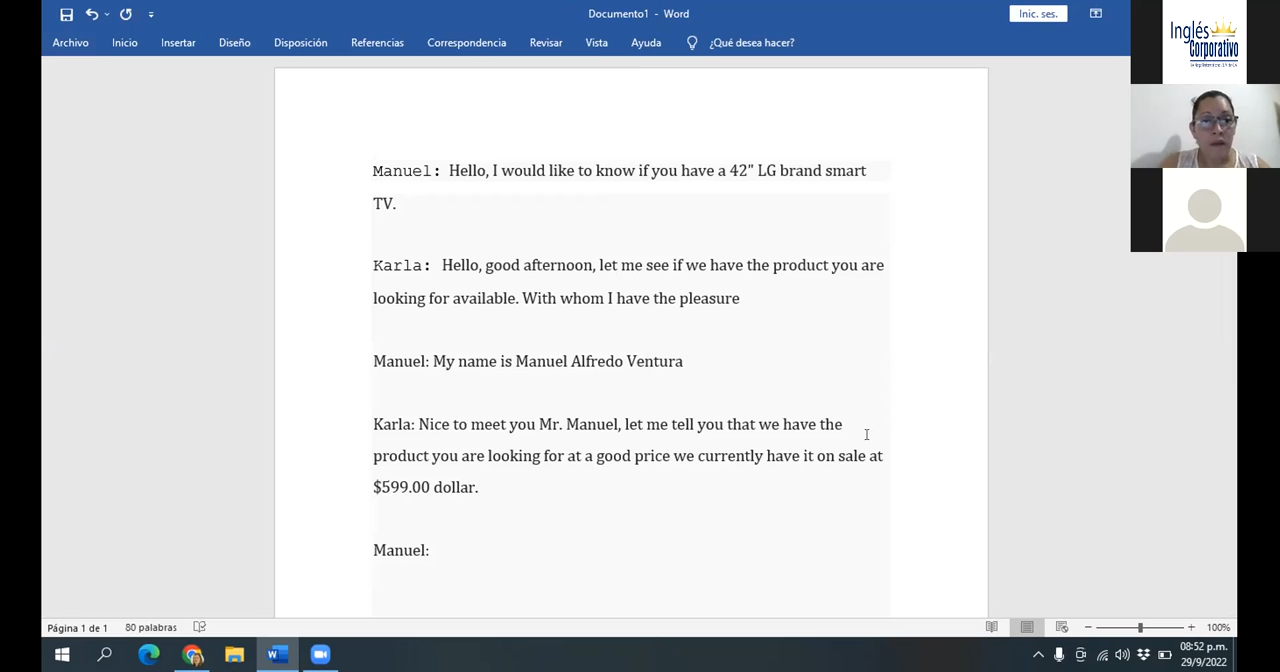 Documento1 - Word
Inic. ses.
Archivo Inicio Insertar Diseño Disposición Referencias Correspondencia Revisar Vista Ayuda ¿Qué desea hacer?
Inglés
Corporativo
Manuel: Hello, I would like to know if you have a 42" LG brand smart
TV.
Karla: Hello, good afternoon, let me see if we have the product you are
looking for available. With whom I have the pleasure
Manuel: My name is Manuel Alfredo Ventura
Karla: Nice to meet you Mr. Manuel, let me tell you that we have the
product you are looking for at a good price we currently have it on sale at
$599.00 dollar.
Manuel:
Página 1 de 1 80 palabras 100%
08:52 p.m.
29/9/2022